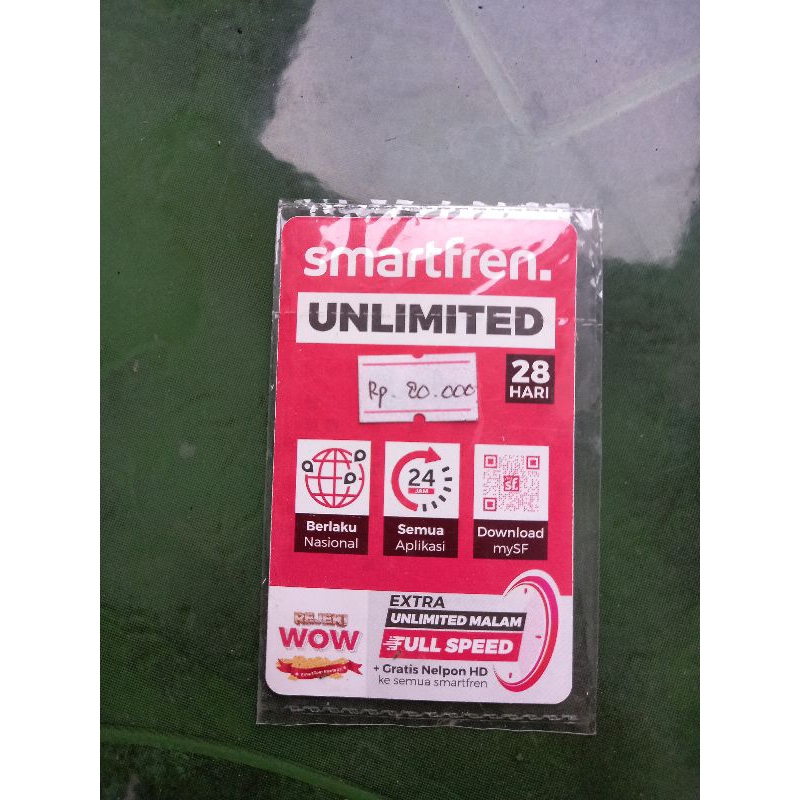 smartfren.
UNLIMITED
Rp. 80.000
28
HARI
24
JAM
sf.
Berlaku
Nasional
Semua
Aplikasi
Download
mySF
REJEKI
WOW
EXTRA
UNLIMITED MALAM
FULL SPEED
+ Gratis Nelpon HD
ke semua smartfren